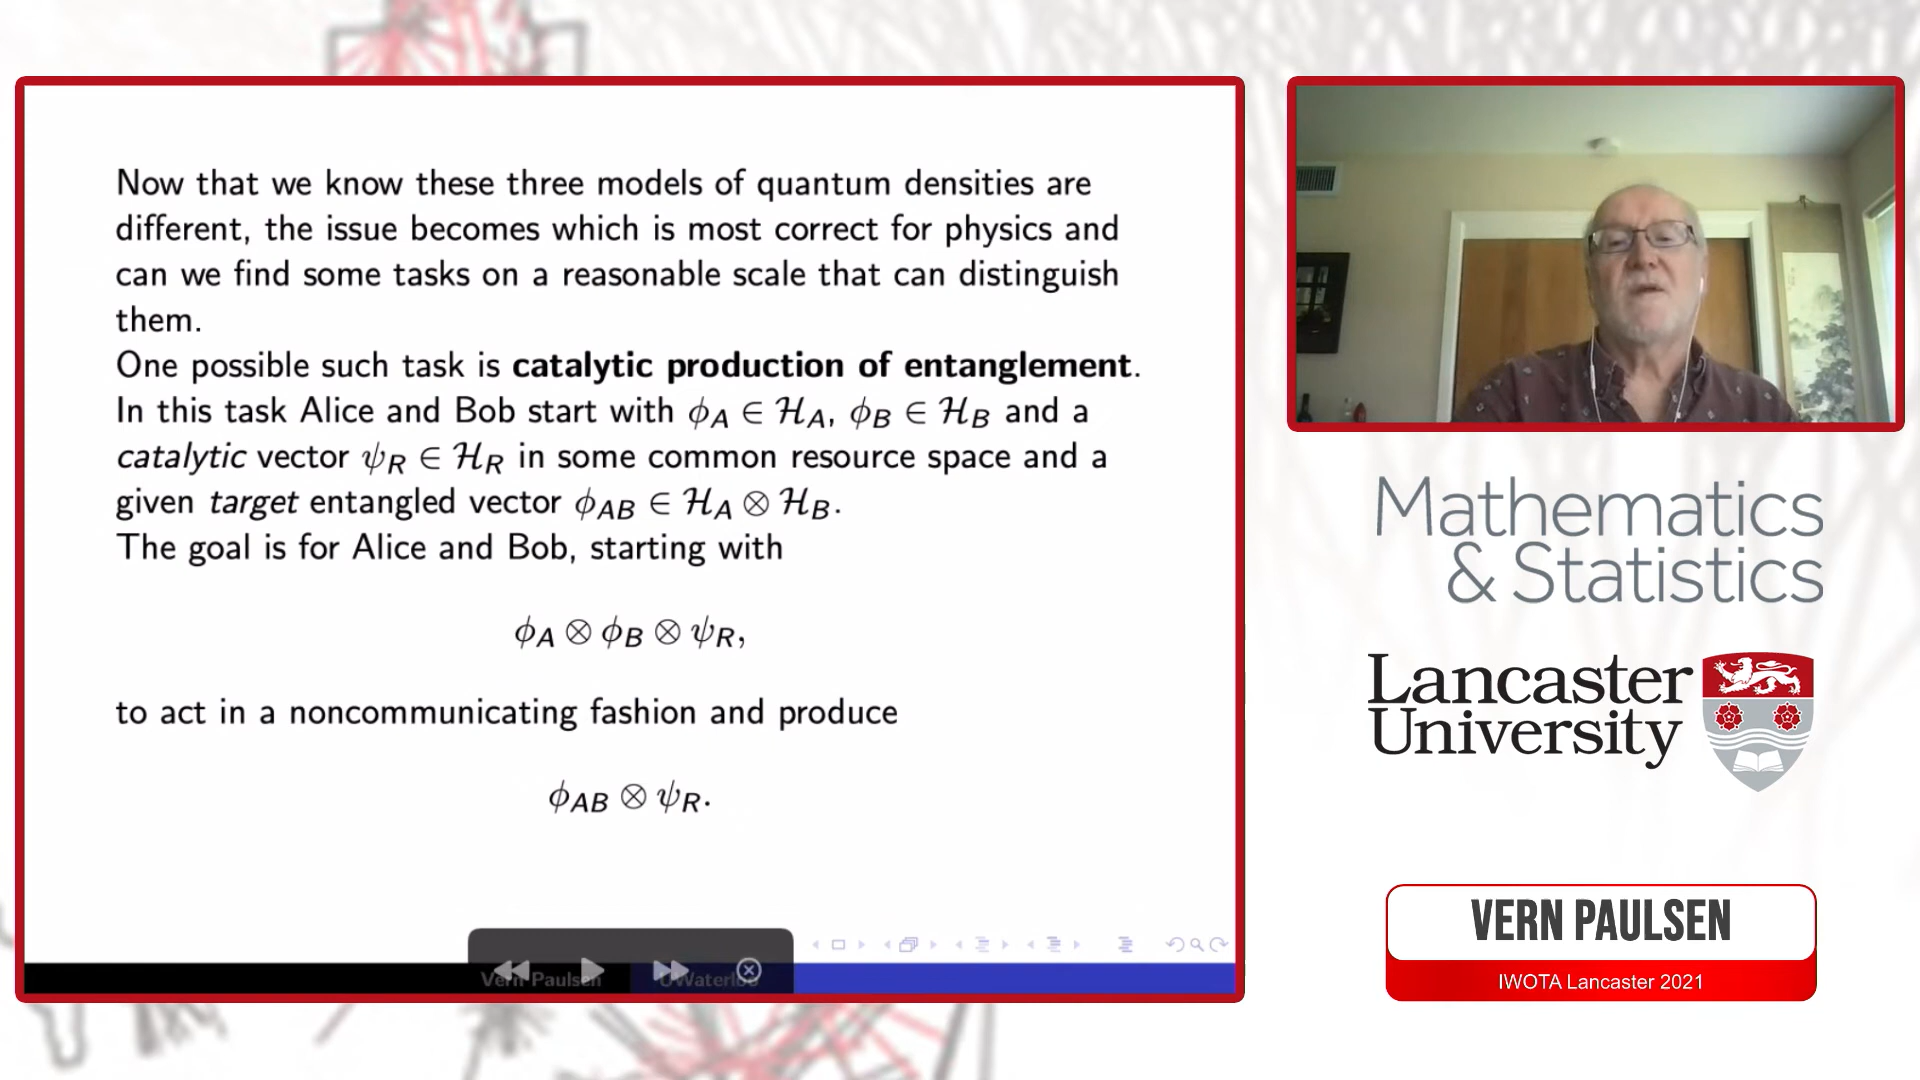 Now that we know these three models of quantum densities are
different, the issue becomes which is most correct for physics and
can we find some tasks on a reasonable scale that can distinguish
them.
One possible such task is catalytic production of entanglement.
In this task Alice and Bob start with ϕ_A ∈ ℋ_A, ϕ_B ∈ ℋ_B and a
catalytic vector ψ_R ∈ ℋ_R in some common resource space and a
given target entangled vector ϕ_AB ∈ ℋ_A ⊗ ℋ_B.
The goal is for Alice and Bob, starting with
ϕ_A ⊗ ϕ_B ⊗ ψ_R,
to act in a noncommunicating fashion and produce
ϕ_AB ⊗ ψ_R.
Vern Paulsen UWaterloo
Mathematics
& Statistics
Lancaster
University
VERN PAULSEN
IWOTA Lancaster 2021